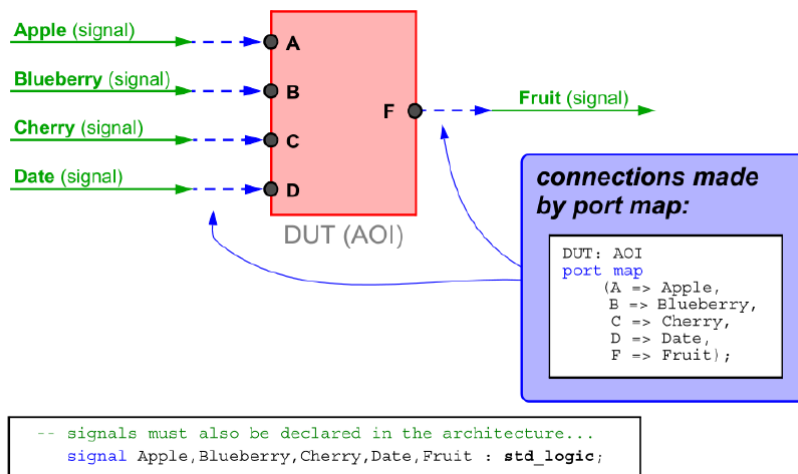 Apple (signal)
Blueberry (signal)
Cherry (signal)
Date (signal)
A
B
C
D
F
DUT (AOI)
Fruit (signal)
connections made
by port map:
DUT: AOI
port map
(A => Apple,
B => Blueberry,
C => Cherry,
D => Date,
F => Fruit);
-- signals must also be declared in the architecture...
signal Apple,Blueberry,Cherry,Date,Fruit : std_logic;